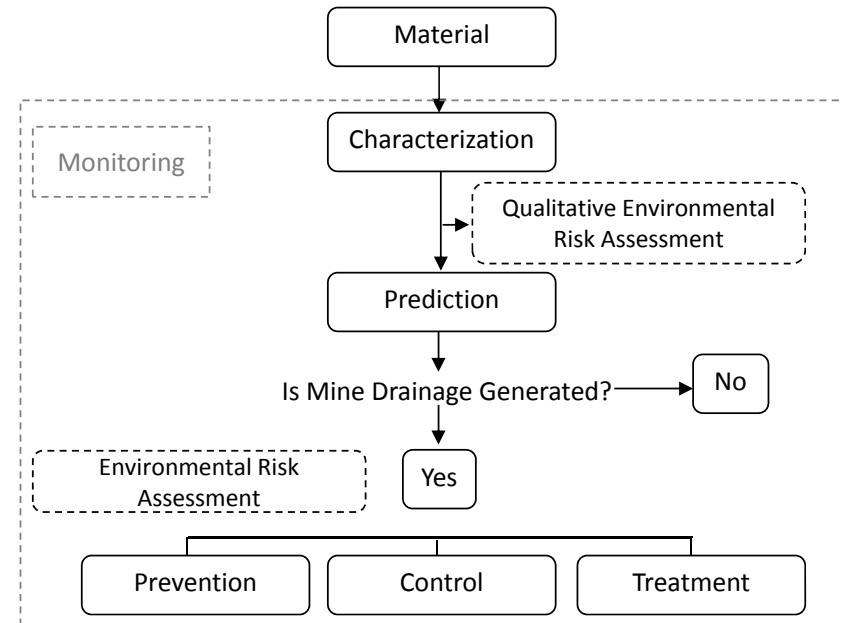 Material
Characterization
Monitoring
Qualitative Environmental
Risk Assessment
Prediction
Is Mine Drainage Generated?
No
Environmental Risk
Assessment
Yes
Prevention
Control
Treatment